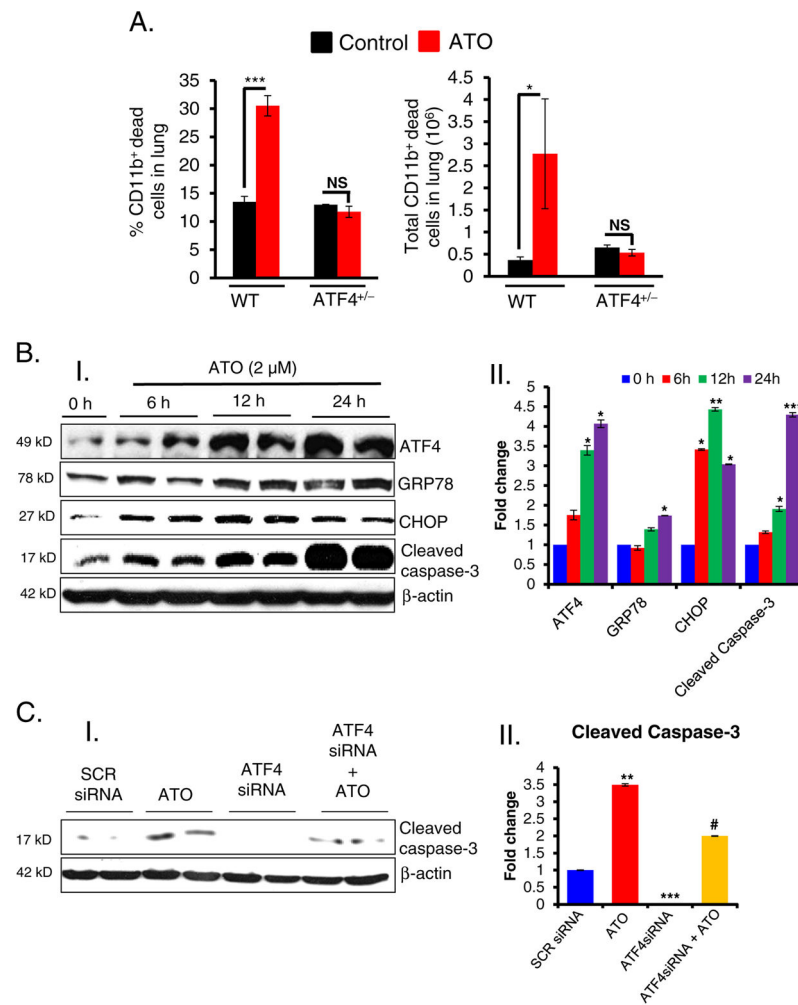 A.
Control ATO
% CD11b⁺ dead
cells in lung
35
30
25
20
15
10
5
0
***
NS
WT ATF4⁺/⁻
Total CD11b⁺ dead
cells in lung (10⁶)
4.5
4
3.5
3
2.5
2
1.5
1
0.5
0
*
NS
WT ATF4⁺/⁻
B.
I.
ATO (2 µM)
0 h 6 h 12 h 24 h
49 kD ATF4
78 kD GRP78
27 kD CHOP
17 kD Cleaved
caspase-3
42 kD β-actin
II.
0 h 6h 12h 24h
Fold change
5
4.5
4
3.5
3
2.5
2
1.5
1
0.5
0
* * * * ** * * ***
ATF4 GRP78 CHOP Cleaved Caspase-3
C.
I.
SCR
siRNA
ATO
ATF4
siRNA
ATF4
siRNA
+
ATO
17 kD Cleaved
caspase-3
42 kD β-actin
II.
Cleaved Caspase-3
Fold change
4
3.5
3
2.5
2
1.5
1
0.5
0
** *** #
SCR siRNA ATO ATF4siRNA ATF4siRNA + ATO